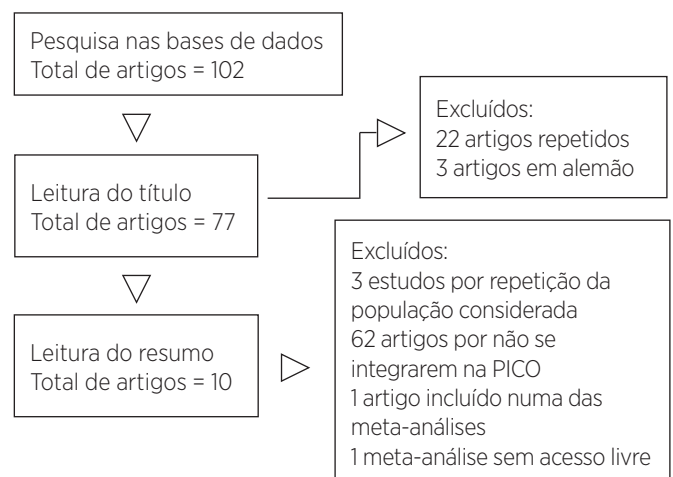 Pesquisa nas bases de dados
Total de artigos = 102
Excluídos:
22 artigos repetidos
3 artigos em alemão
Leitura do título
Total de artigos = 77
Excluídos:
3 estudos por repetição da
população considerada
62 artigos por não se
integrarem na PICO
1 artigo incluído numa das
meta-análises
1 meta-análise sem acesso livre
Leitura do resumo
Total de artigos = 10